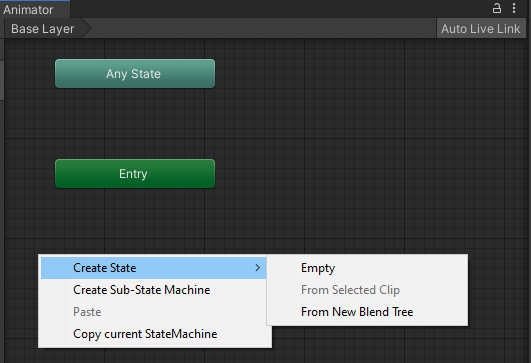 Animator
Base Layer
Auto Live Link
Any State
Entry
Create State
Create Sub-State Machine
Paste
Copy current StateMachine
Empty
From Selected Clip
From New Blend Tree